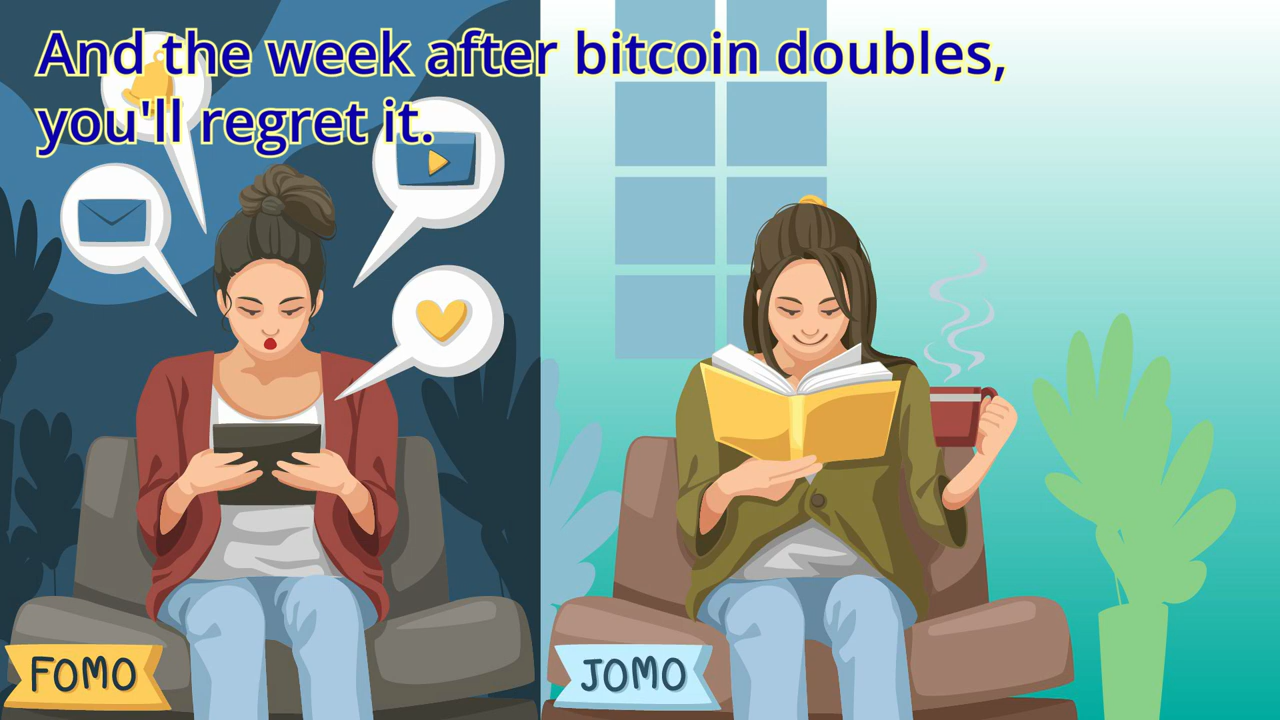 And the week after bitcoin doubles,
you'll regret it.
FOMO
JOMO